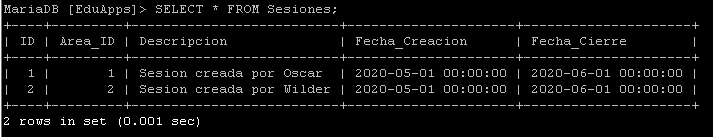 MariaDB [EduApps]> SELECT * FROM Sesiones;
+----+---------+---------------------------+---------------------+---------------------+
| ID | Area_ID | Descripcion               | Fecha_Creacion      | Fecha_Cierre        |
+----+---------+---------------------------+---------------------+---------------------+
|  1 |       1 | Sesion creada por Oscar   | 2020-05-01 00:00:00 | 2020-06-01 00:00:00 |
|  2 |       2 | Sesion creada por Wilder  | 2020-05-01 00:00:00 | 2020-06-01 00:00:00 |
+----+---------+---------------------------+---------------------+---------------------+
2 rows in set (0.001 sec)